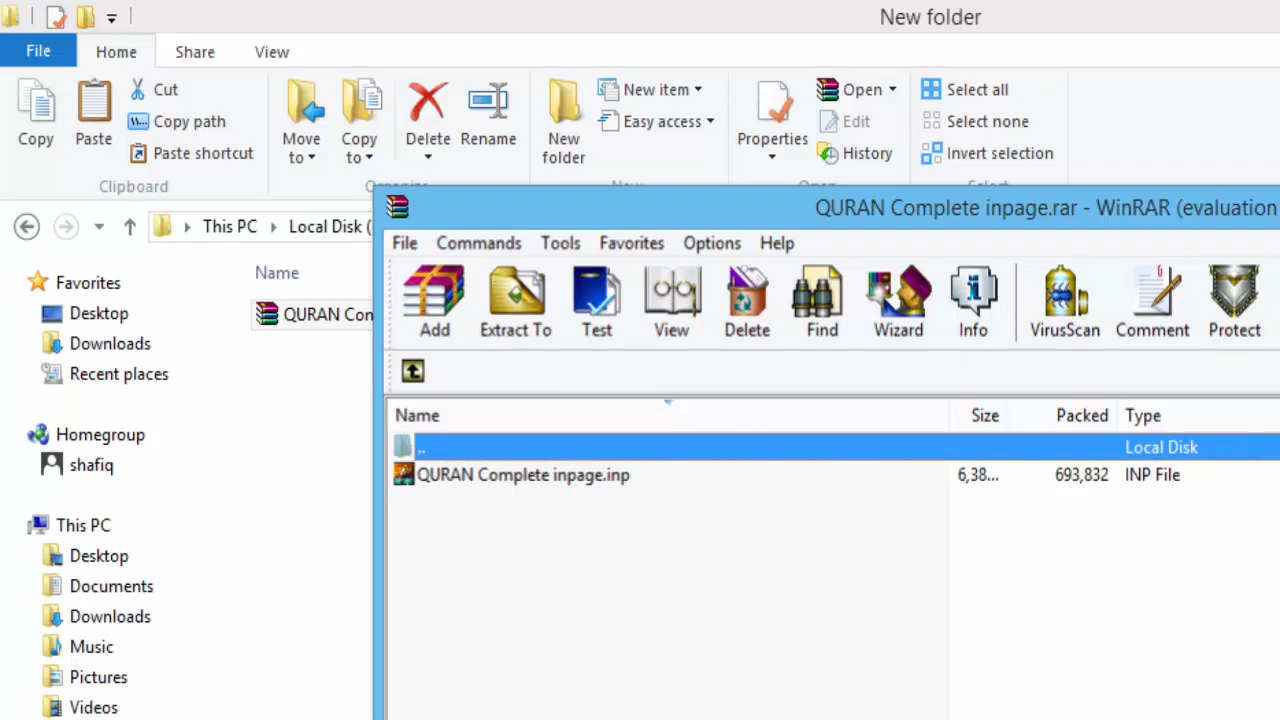 New folder
File Home Share View
Copy
Paste
Cut
Copy path
Paste shortcut
Move to
Copy to
Delete
Rename
New folder
New item
Easy access
Properties
Open
Edit
History
Select all
Select none
Invert selection
Clipboard
This PC Local Disk (
QURAN Complete inpage.rar - WinRAR (evaluation
File Commands Tools Favorites Options Help
Add Extract To Test View Delete Find Wizard Info VirusScan Comment Protect
Name Size Packed Type
.. Local Disk
QURAN Complete inpage.inp 6,38... 693,832 INP File
Name
QURAN Con
Favorites
Desktop
Downloads
Recent places
Homegroup
shafiq
This PC
Desktop
Documents
Downloads
Music
Pictures
Videos